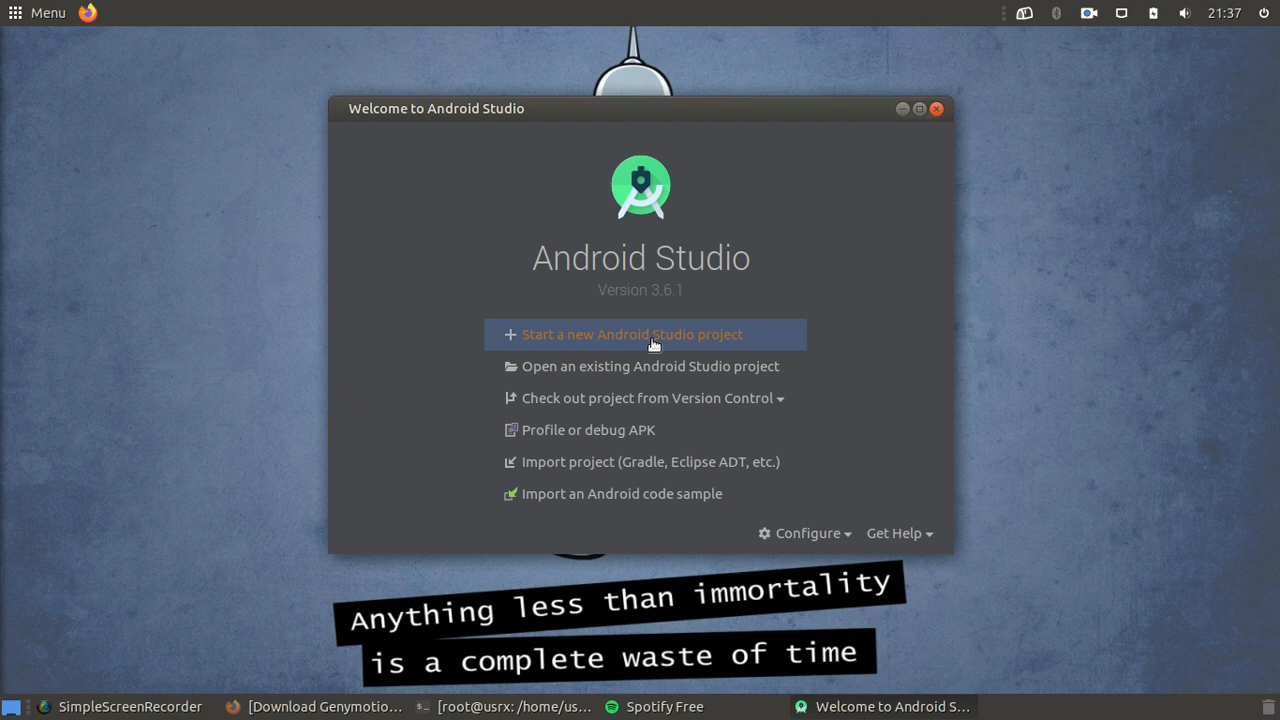 Menu
21:37
Welcome to Android Studio
Android Studio
Version 3.6.1
Start a new Android Studio project
Open an existing Android Studio project
Check out project from Version Control
Profile or debug APK
Import project (Gradle, Eclipse ADT, etc.)
Import an Android code sample
Configure Get Help
Anything less than immortality
is a complete waste of time
SimpleScreenRecorder [Download Genymotio... [root@usrx: /home/us... Spotify Free Welcome to Android S...